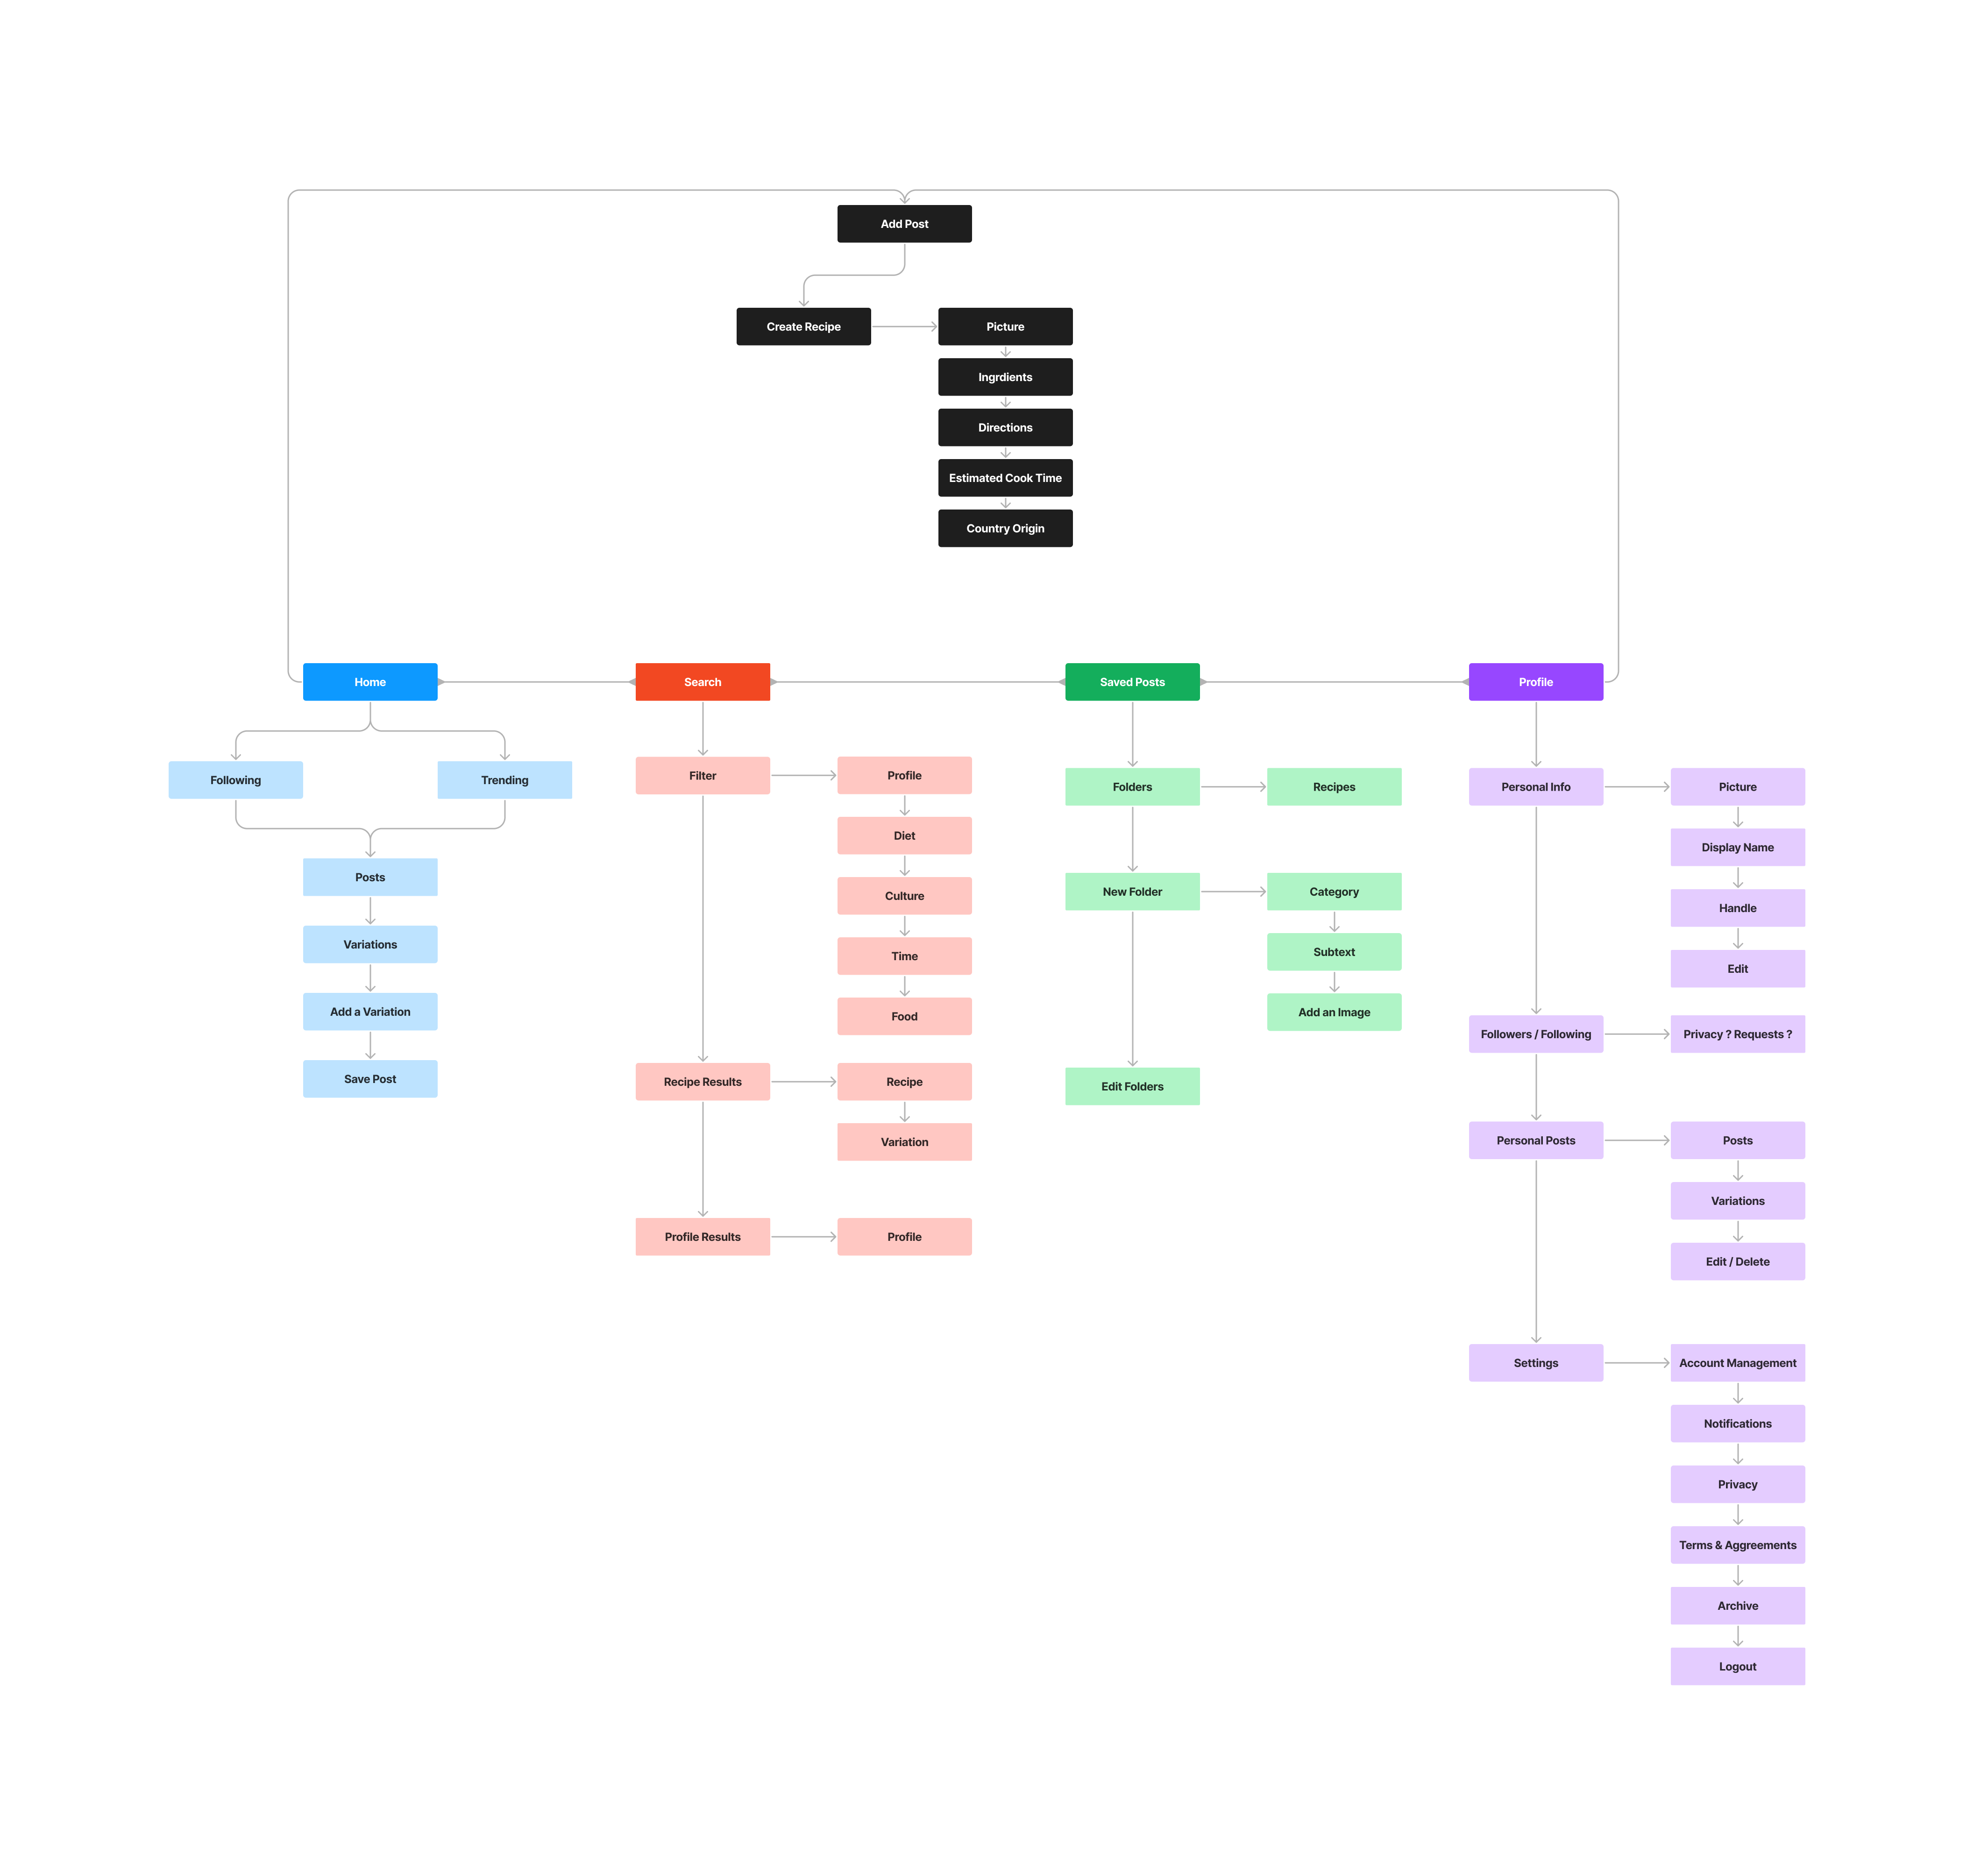 Add Post
Create Recipe
Picture
Ingrdients
Directions
Estimated Cook Time
Country Origin
Home
Search
Saved Posts
Profile
Following
Trending
Posts
Variations
Add a Variation
Save Post
Filter
Profile
Diet
Culture
Time
Food
Recipe Results
Recipe
Variation
Profile Results
Profile
Folders
Recipes
New Folder
Category
Subtext
Add an Image
Edit Folders
Personal Info
Picture
Display Name
Handle
Edit
Followers / Following
Privacy ? Requests ?
Personal Posts
Posts
Variations
Edit / Delete
Settings
Account Management
Notifications
Privacy
Terms & Aggreements
Archive
Logout